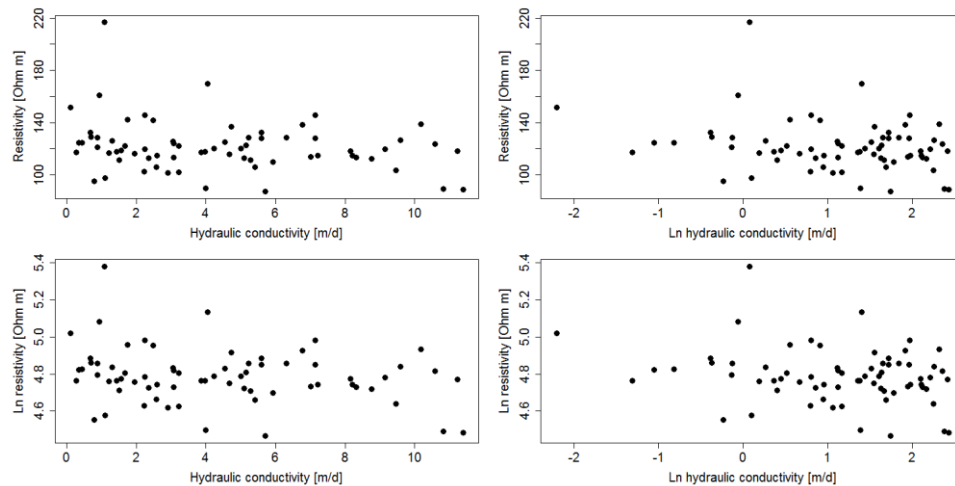 220
180
140
100
Resistivity [Ohm m]
0 2 4 6 8 10
Hydraulic conductivity [m/d]
220
180
140
100
Resistivity [Ohm m]
-2 -1 0 1 2
Ln hydraulic conductivity [m/d]
5.4
5.2
5.0
4.8
4.6
Ln resistivity [Ohm m]
0 2 4 6 8 10
Hydraulic conductivity [m/d]
5.4
5.2
5.0
4.8
4.6
Ln resistivity [Ohm m]
-2 -1 0 1 2
Ln hydraulic conductivity [m/d]